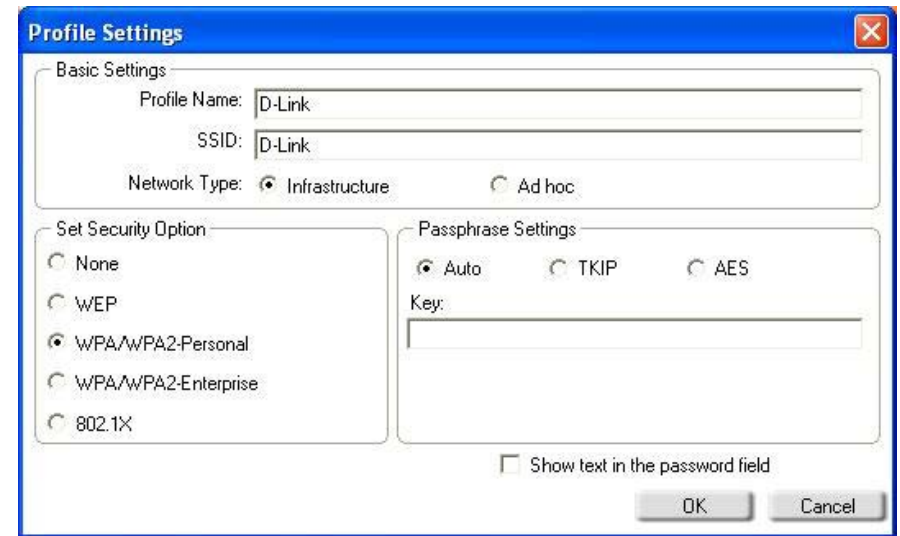 Profile Settings
Basic Settings
Profile Name: D-Link
SSID: D-Link
Network Type: Infrastructure Ad hoc
Set Security Option
None
WEP
WPA/WPA2-Personal
WPA/WPA2-Enterprise
802.1X
Passphrase Settings
Auto TKIP AES
Key:
Show text in the password field
OK Cancel